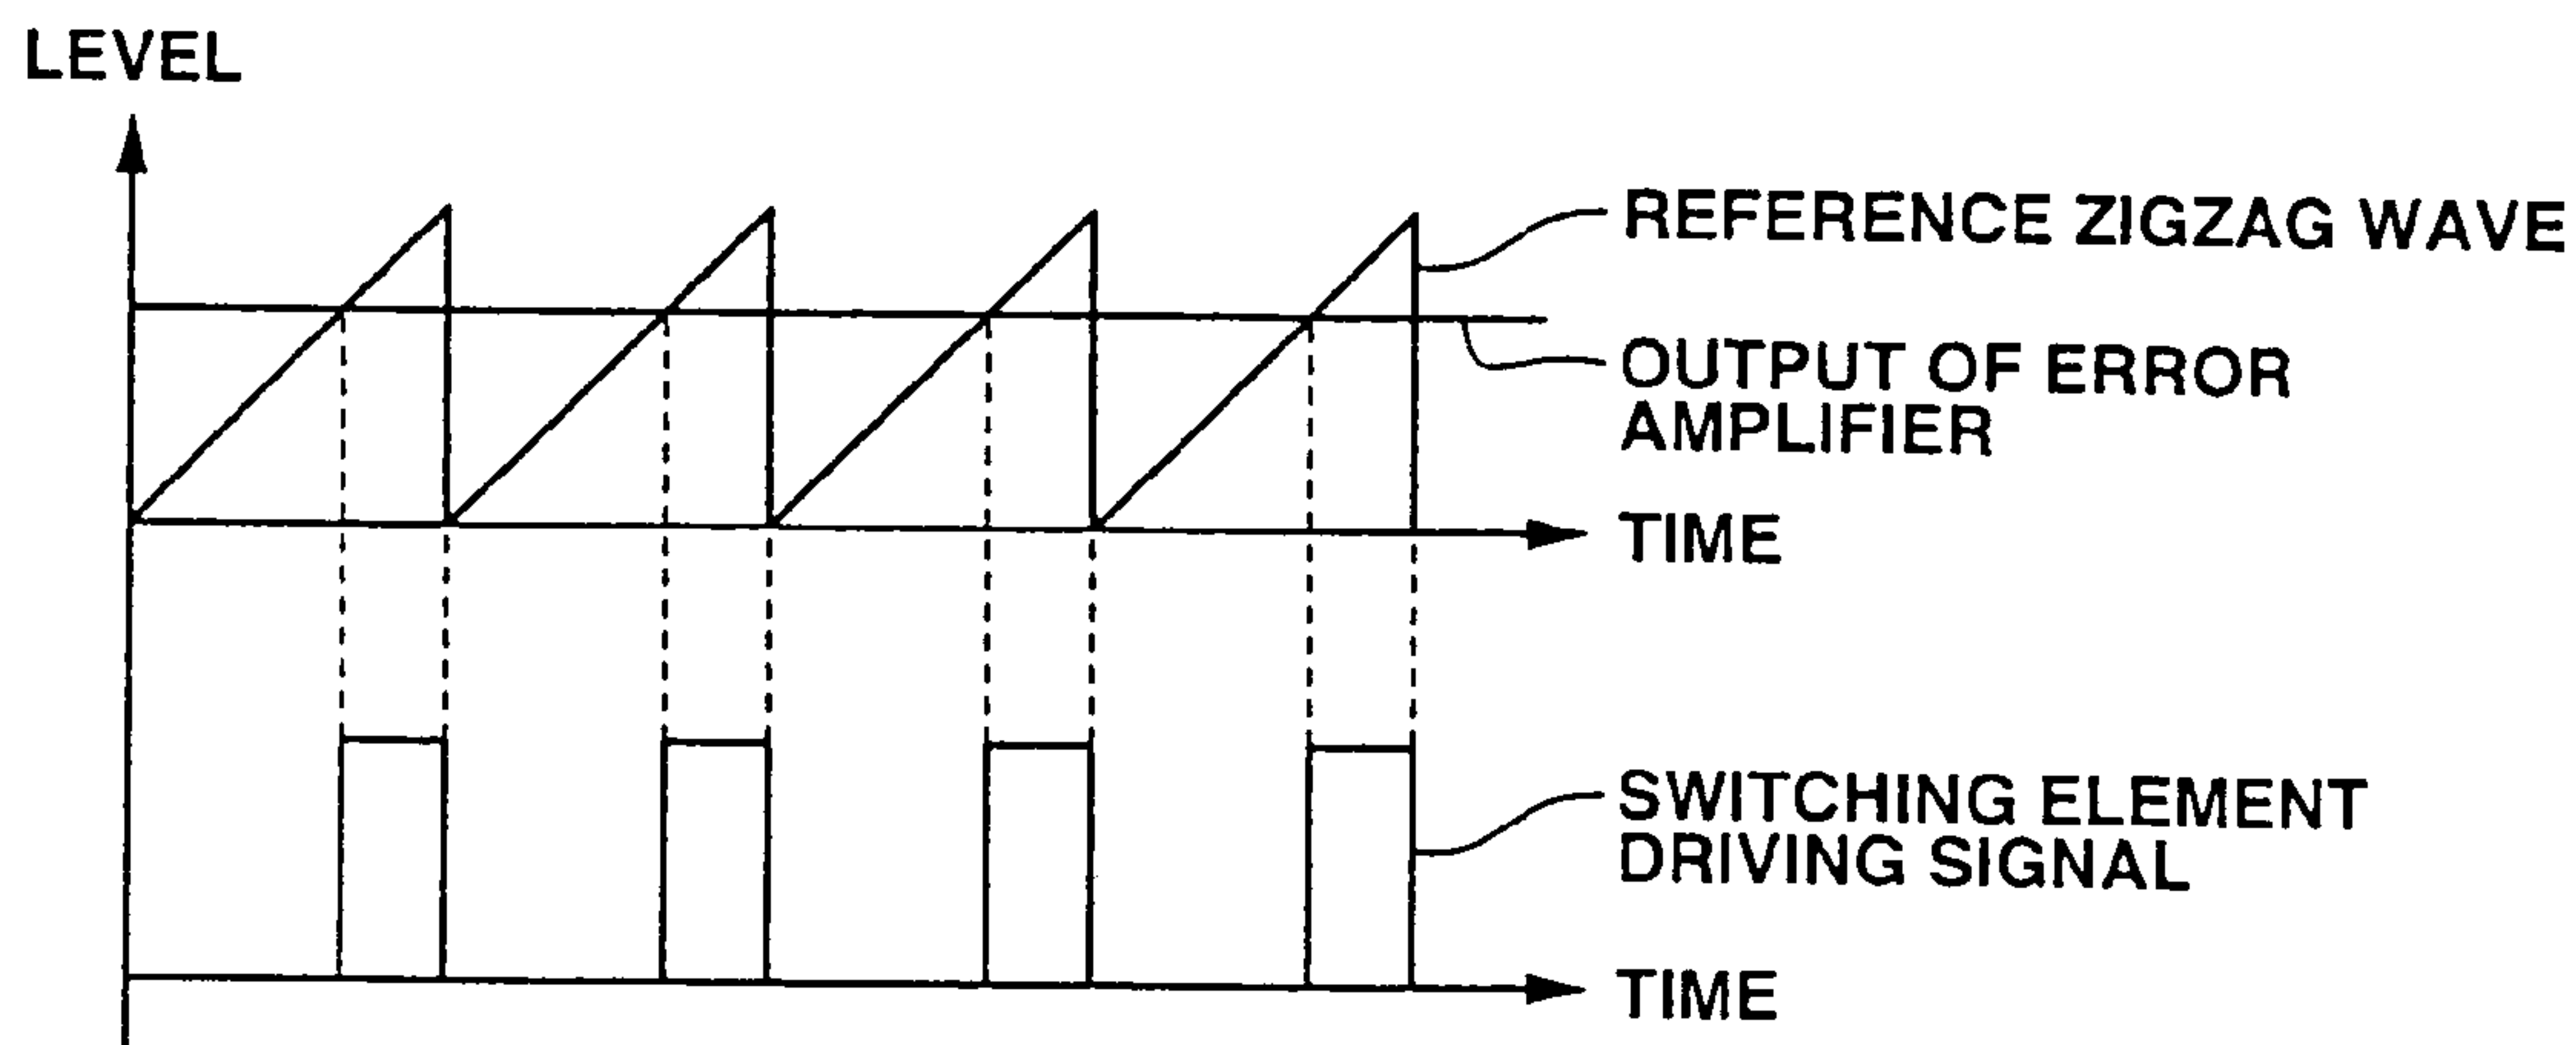 LEVEL
REFERENCE ZIGZAG WAVE
OUTPUT OF ERROR
AMPLIFIER
TIME
SWITCHING ELEMENT
DRIVING SIGNAL
TIME